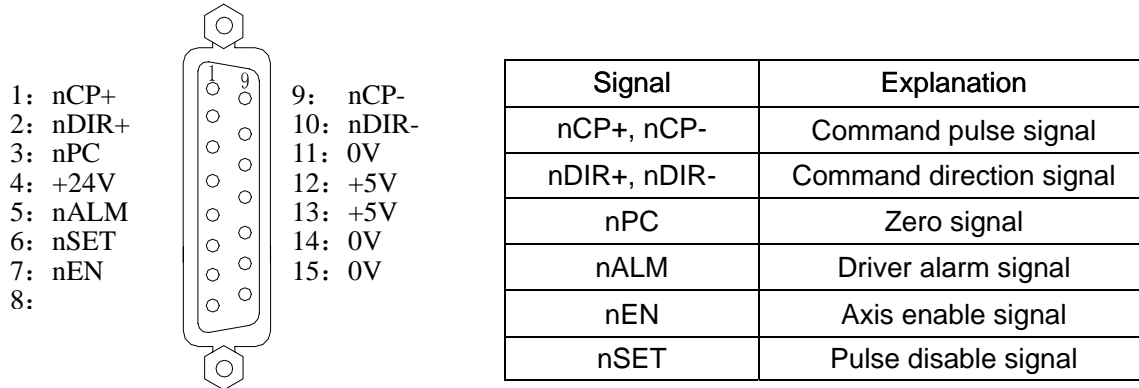 1: nCP+
2: nDIR+
3: nPC
4: +24V
5: nALM
6: nSET
7: nEN
8:
1
9
9: nCP-
10: nDIR-
11: 0V
12: +5V
13: +5V
14: 0V
15: 0V
Signal Explanation
nCP+, nCP- Command pulse signal
nDIR+, nDIR- Command direction signal
nPC Zero signal
nALM Driver alarm signal
nEN Axis enable signal
nSET Pulse disable signal